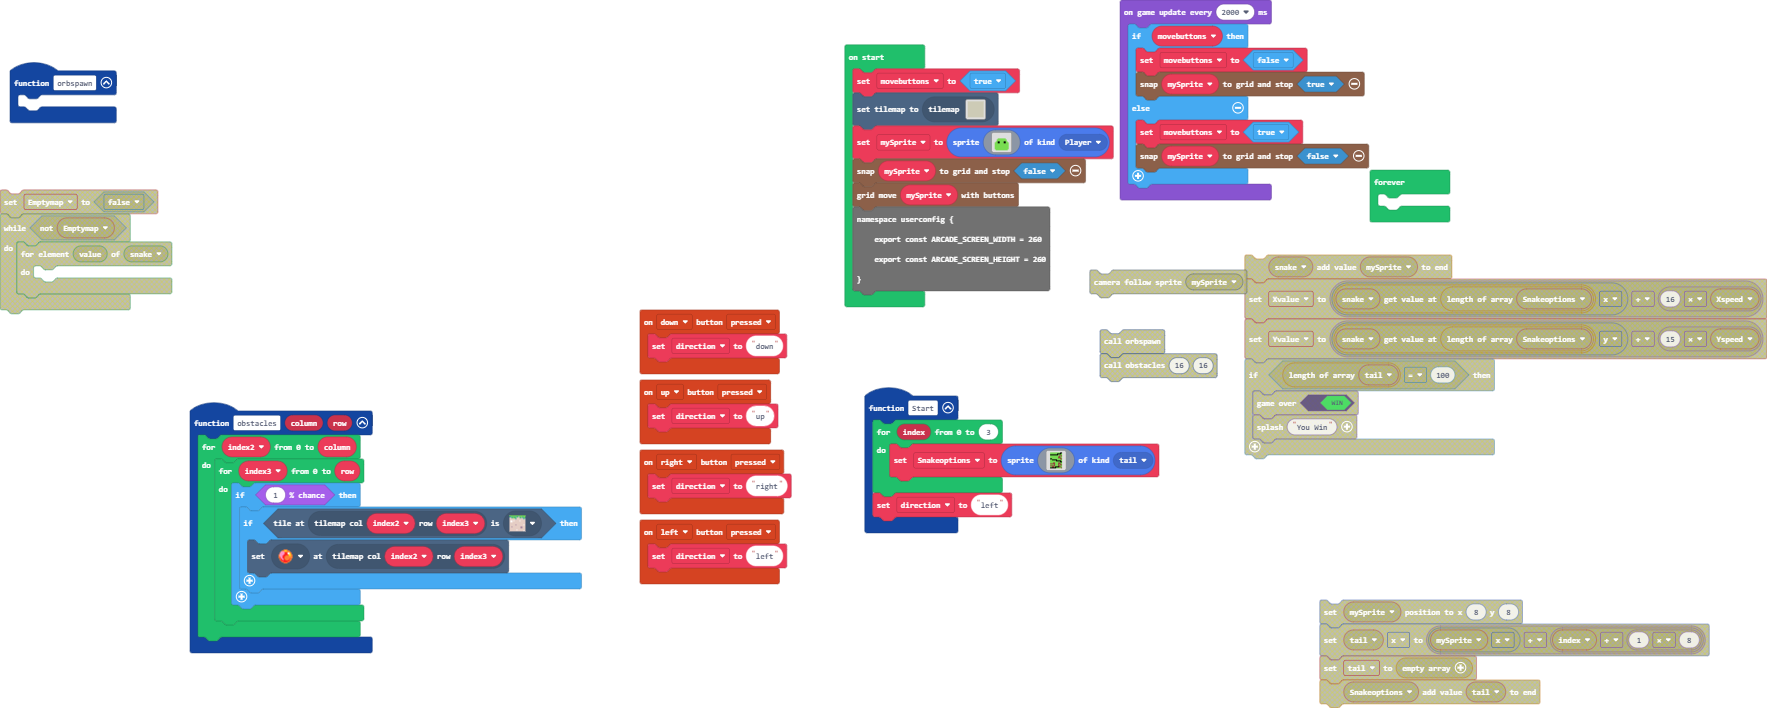 function orbspawn
set Emptymap to false
while not Emptymap
do
for element value of snake
do
function obstacles column row
for index2 from 0 to column
do
for index3 from 0 to row
do
if 1 % chance then
if tile at tilemap col index2 row index3 is then
set at tilemap col index2 row index3
on down button pressed
set direction to "down"
on up button pressed
set direction to "up"
on right button pressed
set direction to "right"
on left button pressed
set direction to "left"
on start
set movebuttons to true
set tilemap to tilemap
set mySprite to sprite of kind Player
snap mySprite to grid and stop false
grid move mySprite with buttons
namespace userconfig {
export const ARCADE_SCREEN_WIDTH = 260
export const ARCADE_SCREEN_HEIGHT = 260
}
function Start
for index from 0 to 3
do
set Snakeoptions to sprite of kind tail
set direction to "left"
on game update every 2000 ms
if movebuttons then
set movebuttons to false
snap mySprite to grid and stop true
else
set movebuttons to true
snap mySprite to grid and stop false
forever
camera follow sprite mySprite
call orbspawn
call obstacles 16 16
snake add value mySprite to end
set Xvalue to snake get value at length of array Snakeoptions x + 16 × Xspeed
set Yvalue to snake get value at length of array Snakeoptions y + 15 × Yspeed
if length of array tail = 100 then
game over WIN
splash "You Win"
set mySprite position to x 8 y 8
set tail x to mySprite x + index + 1 × 8
set tail to empty array
Snakeoptions add value tail to end